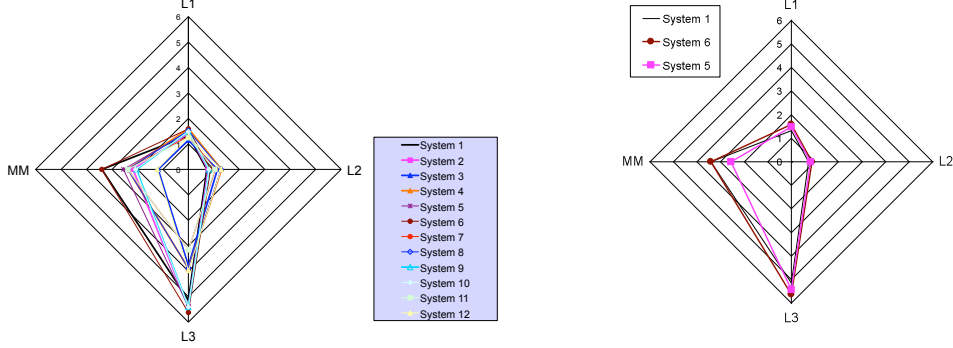 L1
6
5
4
3
2
1
0
MM
L2
L3
System 1
System 2
System 3
System 4
System 5
System 6
System 7
System 8
System 9
System 10
System 11
System 12
System 1
System 6
System 5
L1
6
5
4
3
2
1
0
MM
L2
L3